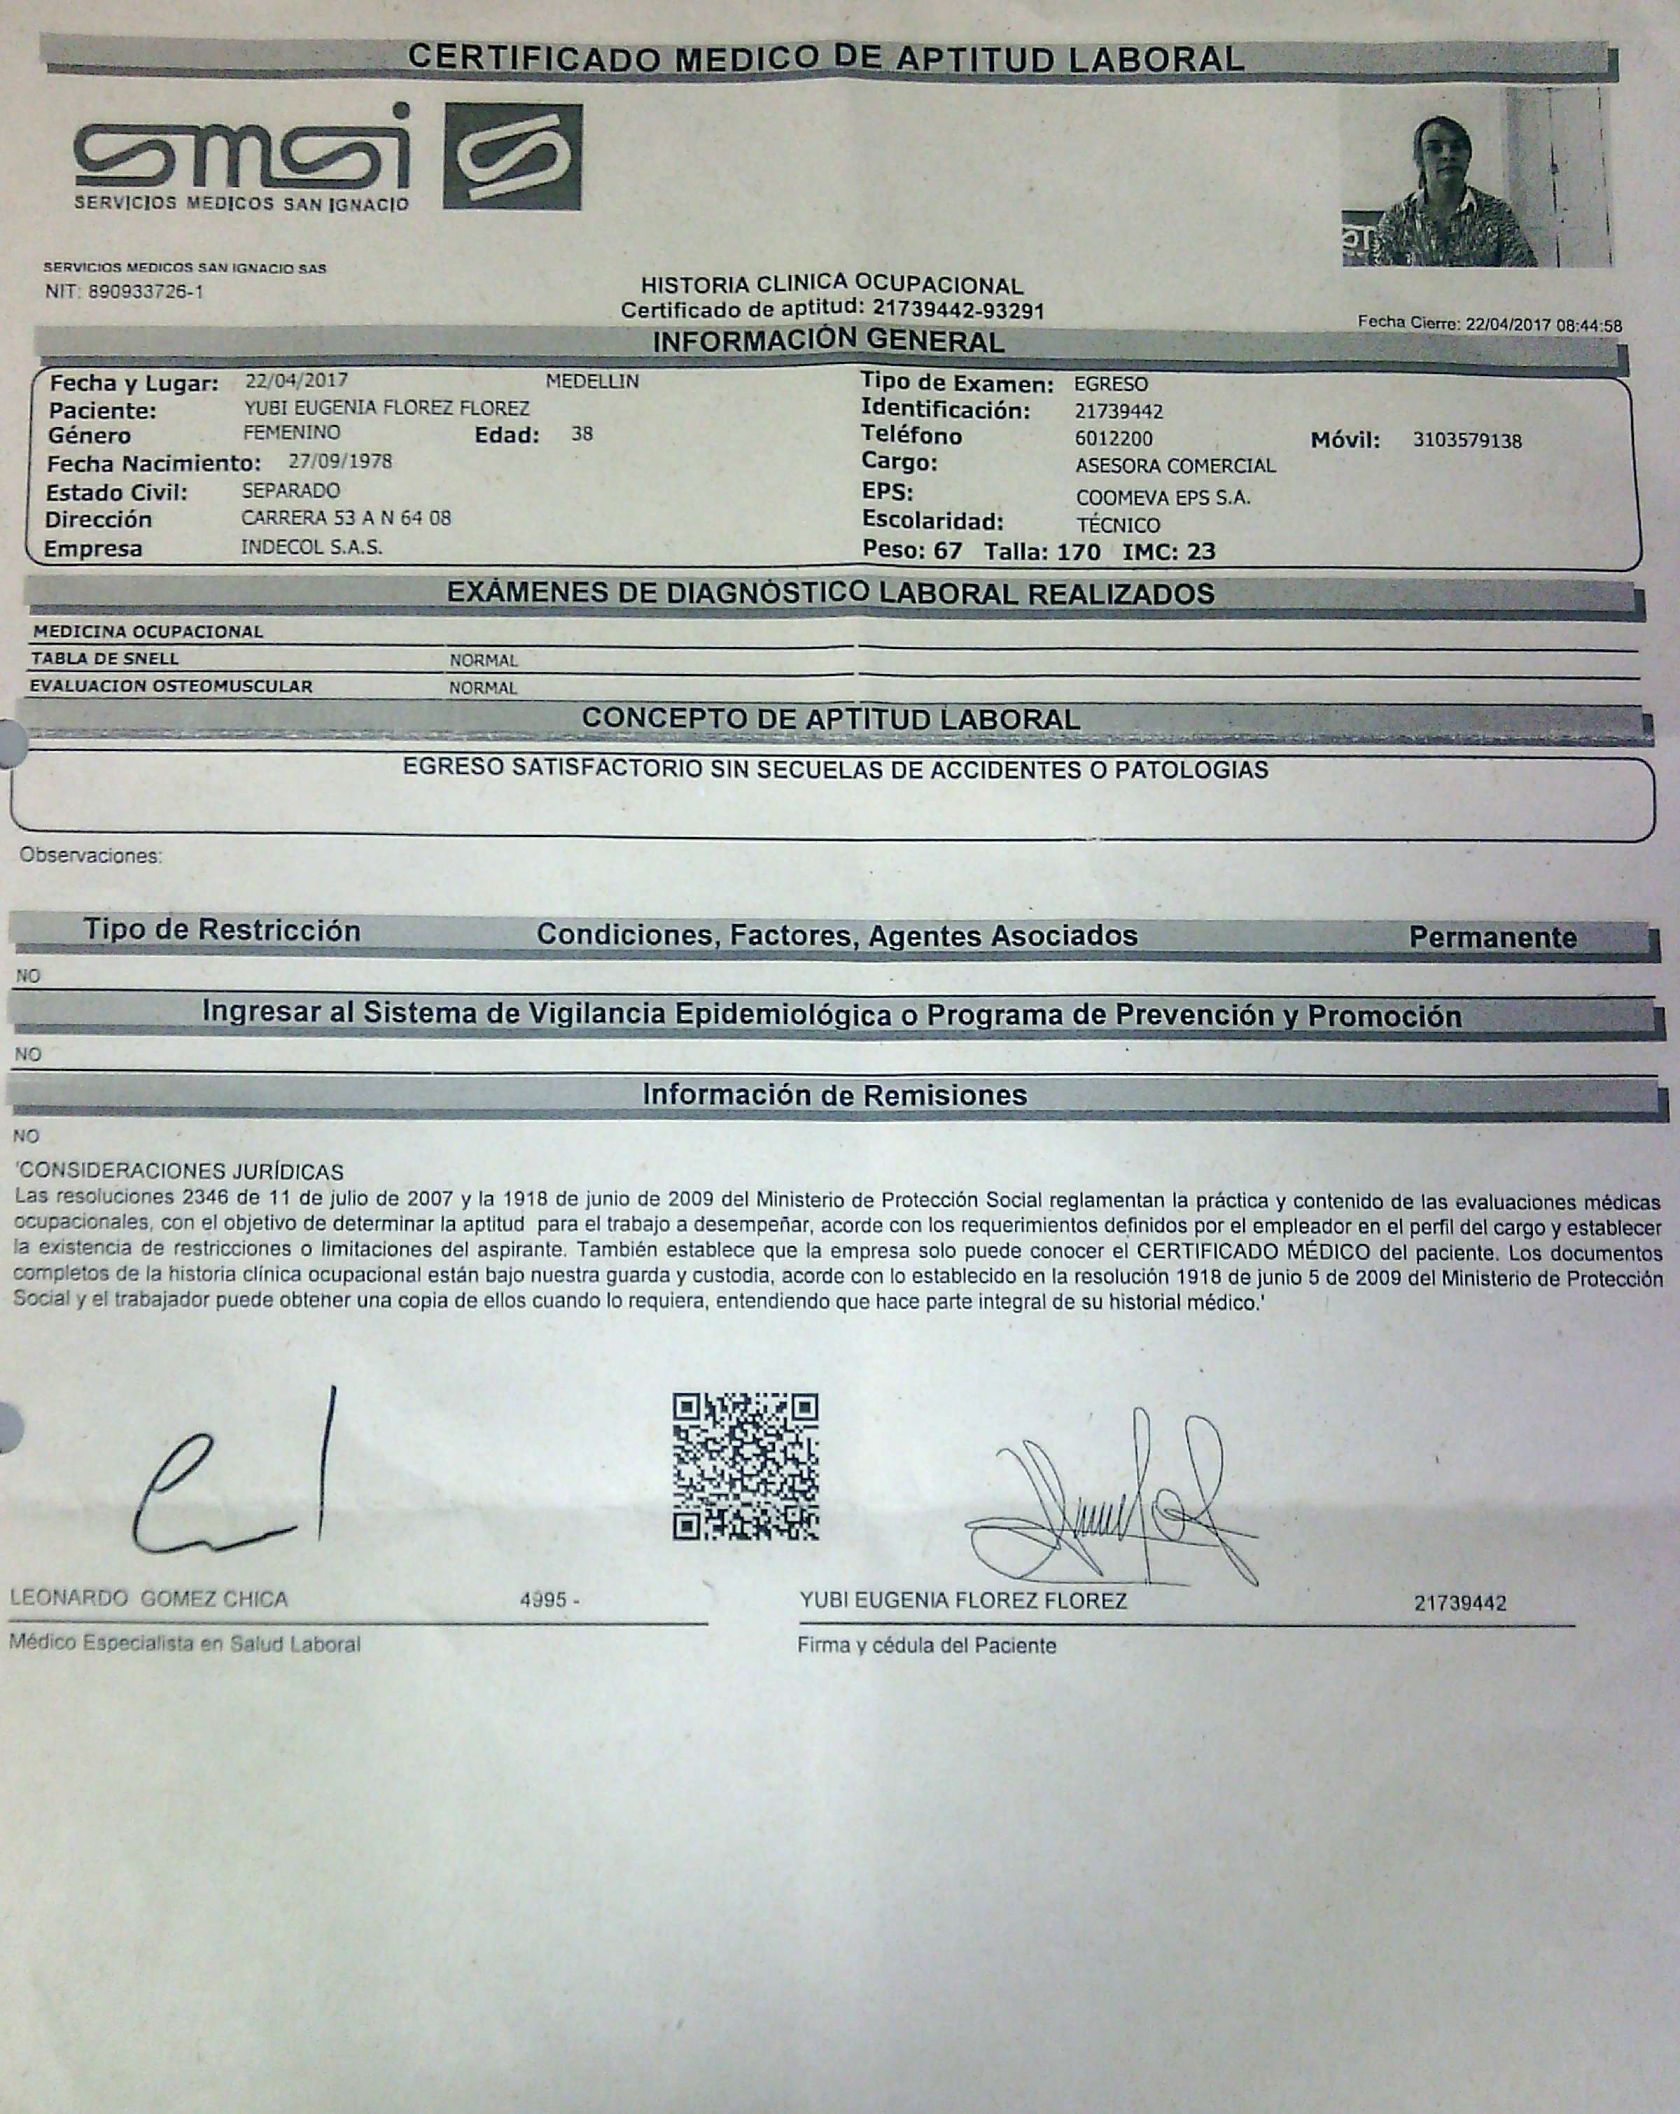 CERTIFICADO MEDICO DE APTITUD LABORAL
smsi
SERVICIOS MEDICOS SAN IGNACIO
SERVICIOS MEDICOS SAN IGNACIO SAS
NIT: 890933726-1
HISTORIA CLINICA OCUPACIONAL
Certificado de aptitud: 21739442-93291
Fecha Cierre: 22/04/2017 08:44:58
INFORMACIÓN GENERAL
Fecha y Lugar: 22/04/2017 MEDELLIN Tipo de Examen: EGRESO
Paciente: YUBI EUGENIA FLOREZ FLOREZ Identificación: 21739442
Género FEMENINO Edad: 38 Teléfono 6012200 Móvil: 3103579138
Fecha Nacimiento: 27/09/1978 Cargo: ASESORA COMERCIAL
Estado Civil: SEPARADO EPS: COOMEVA EPS S.A.
Dirección CARRERA 53 A N 64 08 Escolaridad: TÉCNICO
Empresa INDECOL S.A.S. Peso: 67 Talla: 170 IMC: 23
EXÁMENES DE DIAGNÓSTICO LABORAL REALIZADOS
MEDICINA OCUPACIONAL
TABLA DE SNELL NORMAL
EVALUACION OSTEOMUSCULAR NORMAL
CONCEPTO DE APTITUD LABORAL
EGRESO SATISFACTORIO SIN SECUELAS DE ACCIDENTES O PATOLOGIAS
Observaciones:
Tipo de Restricción Condiciones, Factores, Agentes Asociados Permanente
NO
Ingresar al Sistema de Vigilancia Epidemiológica o Programa de Prevención y Promoción
NO
Información de Remisiones
NO
'CONSIDERACIONES JURÍDICAS
Las resoluciones 2346 de 11 de julio de 2007 y la 1918 de junio de 2009 del Ministerio de Protección Social reglamentan la práctica y contenido de las evaluaciones médicas
ocupacionales, con el objetivo de determinar la aptitud para el trabajo a desempeñar, acorde con los requerimientos definidos por el empleador en el perfil del cargo y establecer
la existencia de restricciones o limitaciones del aspirante. También establece que la empresa solo puede conocer el CERTIFICADO MÉDICO del paciente. Los documentos
completos de la historia clínica ocupacional están bajo nuestra guarda y custodia, acorde con lo establecido en la resolución 1918 de junio 5 de 2009 del Ministerio de Protección
Social y el trabajador puede obtener una copia de ellos cuando lo requiera, entendiendo que hace parte integral de su historial médico.'
LEONARDO GOMEZ CHICA 4995 - YUBI EUGENIA FLOREZ FLOREZ 21739442
Médico Especialista en Salud Laboral Firma y cédula del Paciente